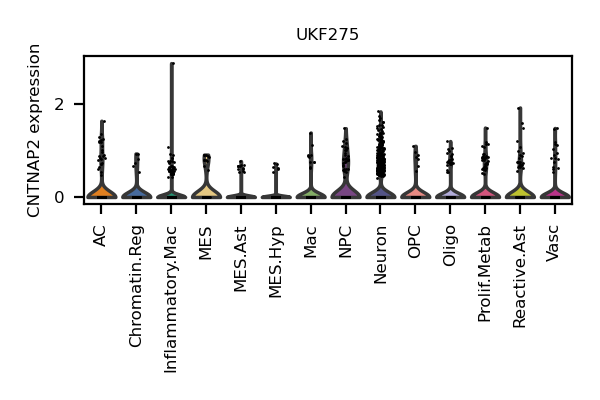 UKF275
CNTNAP2 expression
2
0
AC
Chromatin.Reg
Inflammatory.Mac
MES
MES.Ast
MES.Hyp
Mac
NPC
Neuron
OPC
Oligo
Prolif.Metab
Reactive.Ast
Vasc